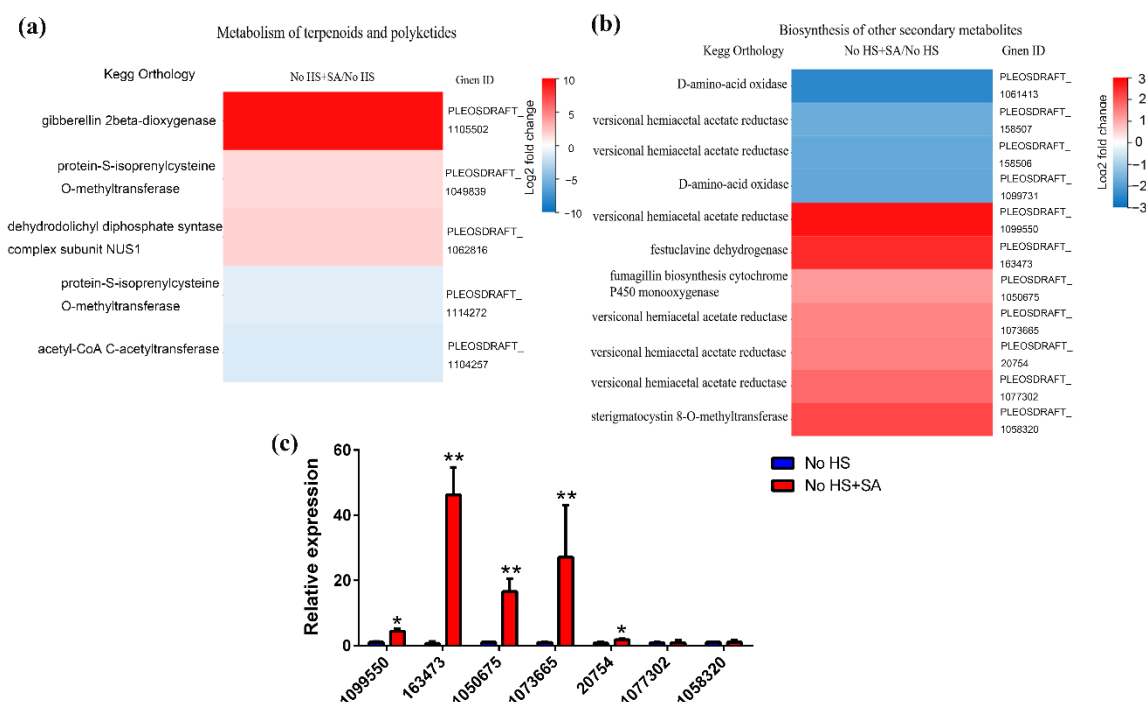 (a)
Metabolism of terpenoids and polyketides
Kegg Orthology
No HS+SA/No HS
Gnen ID
gibberellin 2beta-dioxygenase
PLEOSDRAFT_
1105502
protein-S-isoprenylcysteine
O-methyltransferase
PLEOSDRAFT_
1049839
dehydrodolichyl diphosphate syntase
complex subunit NUS1
PLEOSDRAFT_
1062816
protein-S-isoprenylcysteine
O-methyltransferase
PLEOSDRAFT_
1114272
acetyl-CoA C-acetyltransferase
PLEOSDRAFT_
1104257
10
5
0
−5
−10
Log2 fold change
(b)
Biosynthesis of other secondary metabolites
Kegg Orthology
No HS+SA/No HS
Gnen ID
D-amino-acid oxidase
PLEOSDRAFT_
1061413
versiconal hemiacetal acetate reductase
PLEOSDRAFT_
158507
versiconal hemiacetal acetate reductase
PLEOSDRAFT_
158506
D-amino-acid oxidase
PLEOSDRAFT_
1099731
versiconal hemiacetal acetate reductase
PLEOSDRAFT_
1099550
festuclavine dehydrogenase
PLEOSDRAFT_
163473
fumagillin biosynthesis cytochrome
P450 monooxygenase
PLEOSDRAFT_
1050675
versiconal hemiacetal acetate reductase
PLEOSDRAFT_
1073665
versiconal hemiacetal acetate reductase
PLEOSDRAFT_
20754
versiconal hemiacetal acetate reductase
PLEOSDRAFT_
1077302
sterigmatocystin 8-O-methyltransferase
PLEOSDRAFT_
1058320
3
2
1
0
−1
−2
−3
Log2 fold change
(c)
Relative expression
60
40
20
0
*
**
**
**
*
1099550
163473
1050675
1073665
20754
1077302
1058320
No HS
No HS+SA